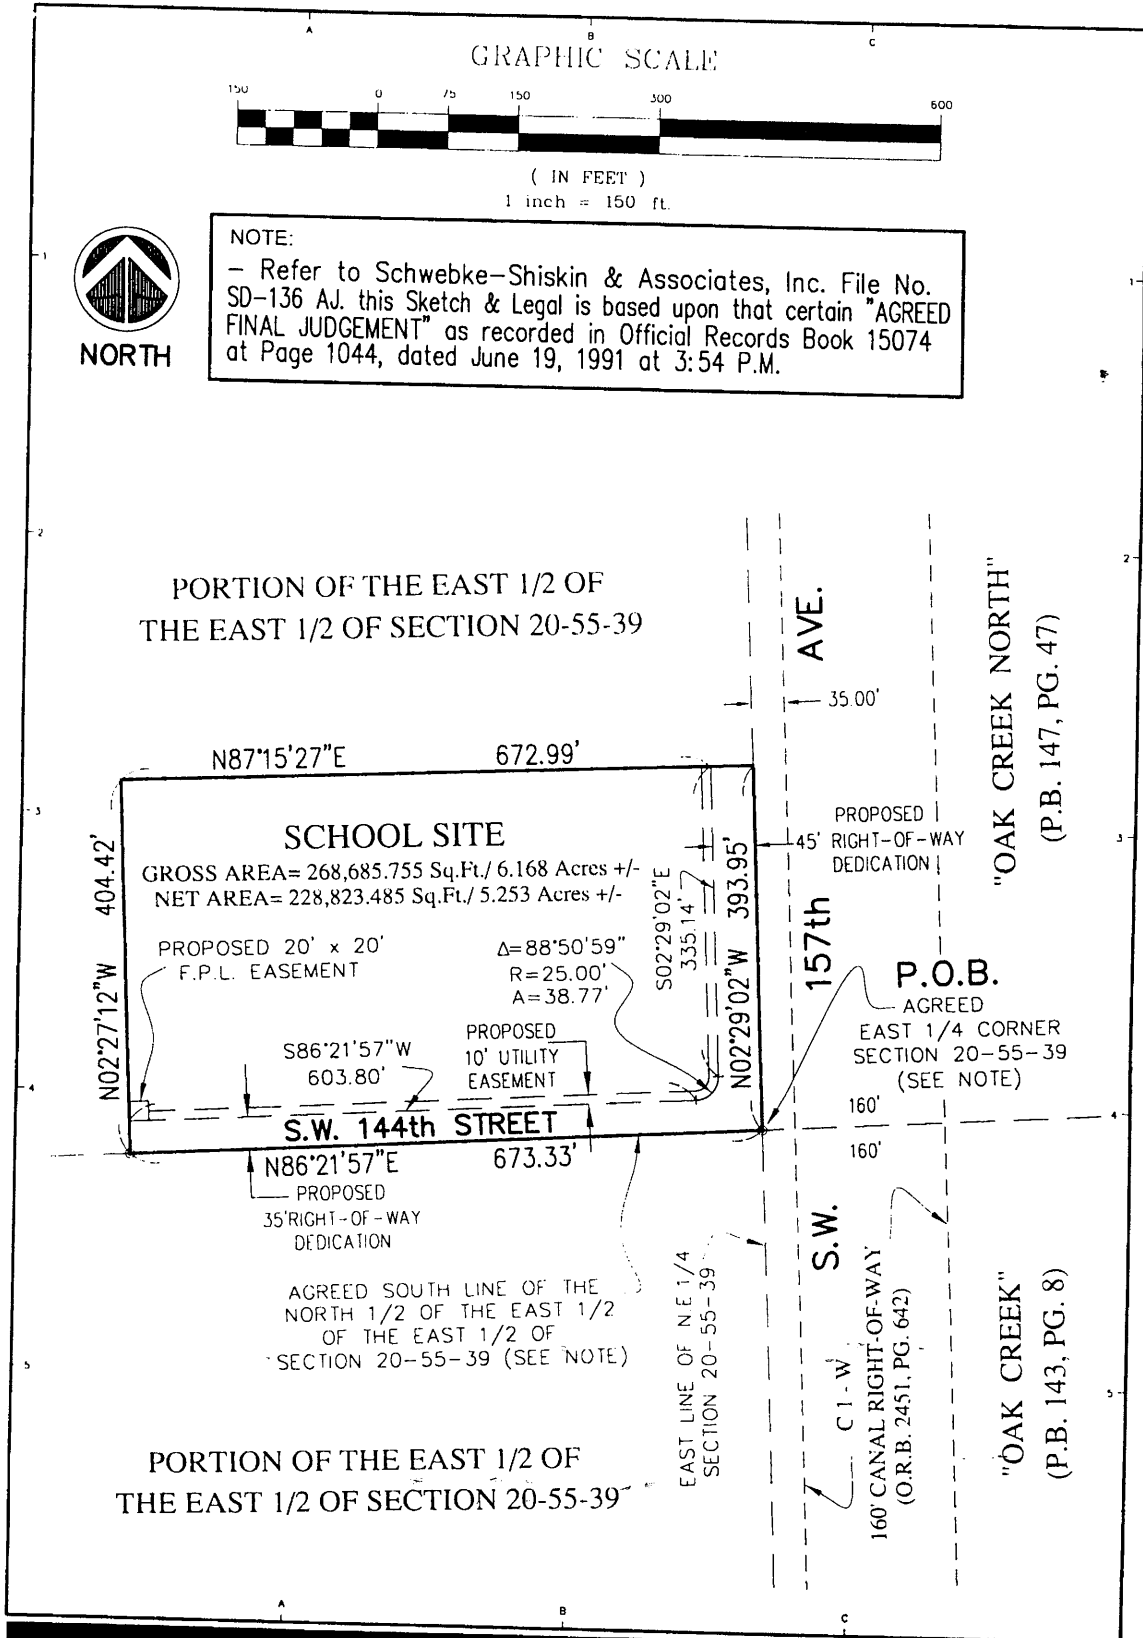 A B C
GRAPHIC SCALE
150 0 75 150 300 600
( IN FEET )
1 inch = 150 ft.
NORTH
NOTE:
- Refer to Schwebke-Shiskin & Associates, Inc. File No.
SD-136 AJ. this Sketch & Legal is based upon that certain "AGREED
FINAL JUDGEMENT" as recorded in Official Records Book 15074
at Page 1044, dated June 19, 1991 at 3:54 P.M.
1 1
2 2
PORTION OF THE EAST 1/2 OF
THE EAST 1/2 OF SECTION 20-55-39
AVE.
35.00'
"OAK CREEK NORTH"
(P.B. 147, PG. 47)
N87°15'27"E 672.99'
3 3
SCHOOL SITE
GROSS AREA= 268,685.755 Sq.Ft./ 6.168 Acres +/-
NET AREA= 228,823.485 Sq.Ft./ 5.253 Acres +/-
N02°27'12"W 404.42'
S02°29'02"E
335.14'
N02°29'02"W 393.95'
PROPOSED
45' RIGHT-OF-WAY
DEDICATION
157th
PROPOSED 20' x 20'
F.P.L. EASEMENT
Δ=88°50'59"
R=25.00'
A=38.77'
P.O.B.
AGREED
EAST 1/4 CORNER
SECTION 20-55-39
(SEE NOTE)
S86°21'57"W
603.80'
PROPOSED
10' UTILITY
EASEMENT
4 4
160'
160'
S.W. 144th STREET
N86°21'57"E 673.33'
PROPOSED
35'RIGHT-OF-WAY
DEDICATION
S.W.
AGREED SOUTH LINE OF THE
NORTH 1/2 OF THE EAST 1/2
OF THE EAST 1/2 OF
SECTION 20-55-39 (SEE NOTE)
EAST LINE OF N.E 1/4
SECTION 20-55-39
C 1 - W
160' CANAL RIGHT-OF-WAY
(O.R.B. 2451, PG. 642)
"OAK CREEK"
(P.B. 143, PG. 8)
5 5
PORTION OF THE EAST 1/2 OF
THE EAST 1/2 OF SECTION 20-55-39
A B C